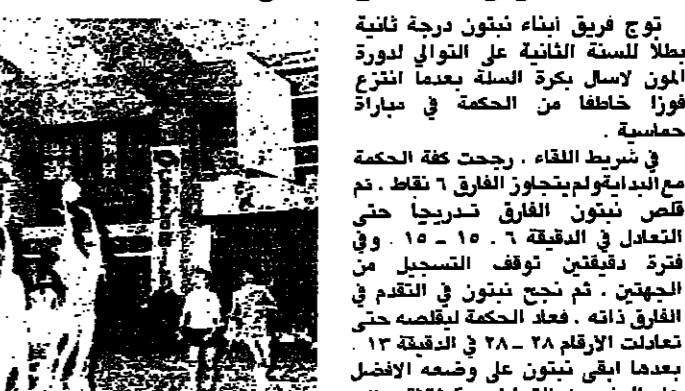 توج فريق أبناء نبتون درجة ثانية
بطلا للسنة الثانية على التوالي لدورة
المون لاسال بكرة السلة بعدما انتزع
فوزا خاطفا من الحكمة في مباراة
حماسية .
في شريط اللقاء . رجحت كفة الحكمة
مع البداية ولم يتجاوز الفارق ٦ نقاط . ثم
قلص نبتون الفارق تدريجا حتى
التعادل في الدقيقة ٦ . ١٥ - ١٥ . وفي
فترة دقيقتين توقف التسجيل من
الجهتين . ثم نجح نبتون في التقدم في
الفارق ذاته . فعاد الحكمة ليقلصه حتى
تعادلت الارقام ٢٨ - ٢٨ في الدقيقة ١٣ .
بعدها ابقى نبتون على وضعه الافضل